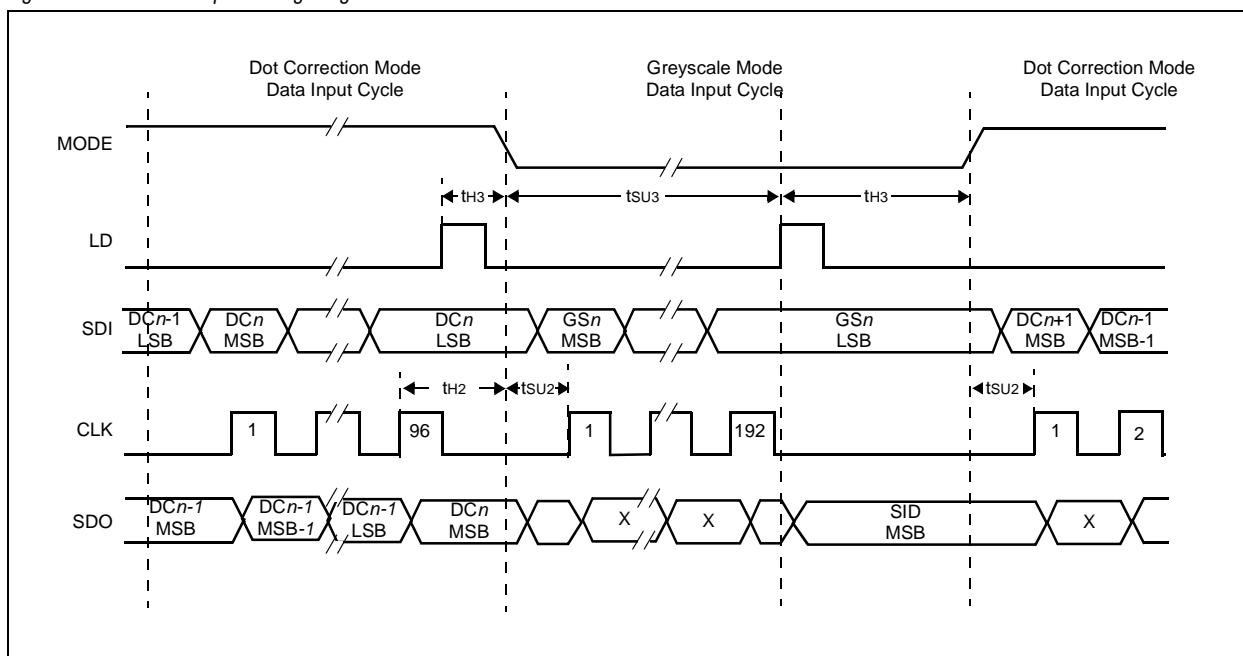 Dot Correction Mode
Data Input Cycle
Greyscale Mode
Data Input Cycle
Dot Correction Mode
Data Input Cycle
MODE
tH3
tSU3
tH3
LD
SDI
DCn-1
LSB
DCn
MSB
DCn
LSB
GSn
MSB
GSn
LSB
DCn+1
MSB
DCn-1
MSB-1
tH2
tSU2
tSU2
CLK
1
96
1
192
1
2
SDO
DCn-1
MSB
DCn-1
MSB-1
DCn-1
LSB
DCn
MSB
X
X
SID
MSB
X